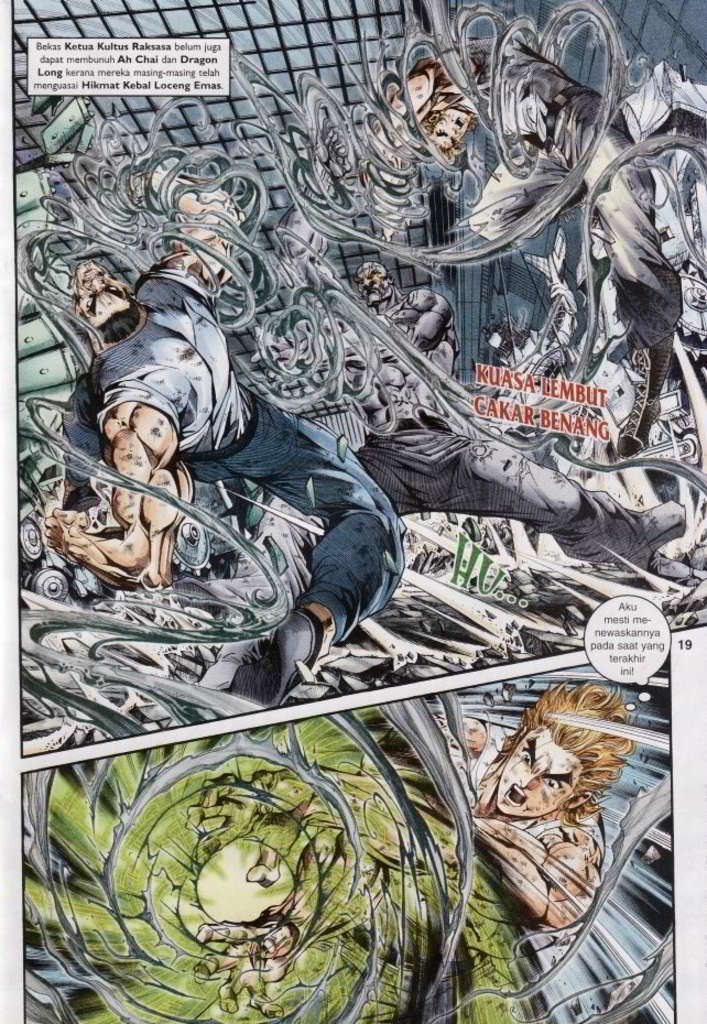 Bekas Ketua Kultus Raksasa belum juga
dapat membunuh Ah Chai dan Dragon
Long kerana mereka masing-masing telah
menguasai Hikmat Kebal Loceng Emas.
KUASA LEMBUT
CAKAR BENANG
HU...
Aku
mesti me-
newaskannya
pada saat yang
terakhir
ini!
19